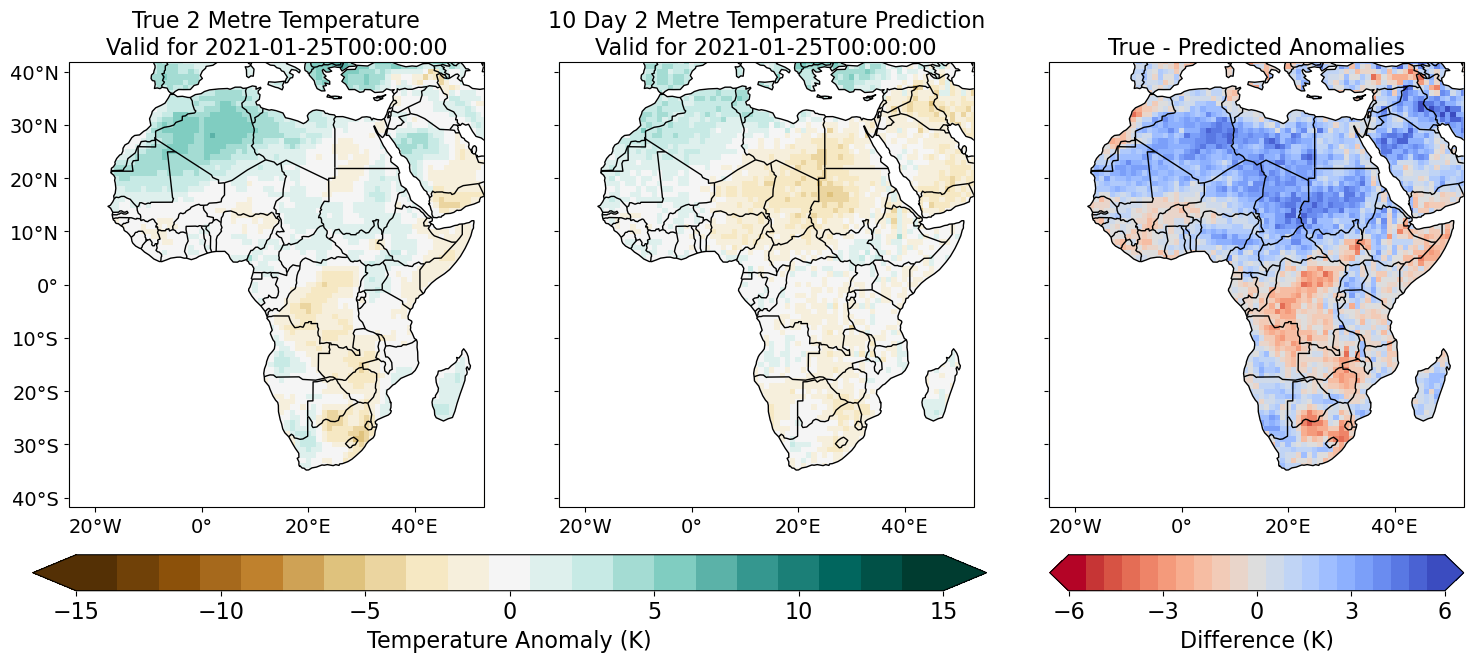 True 2 Metre Temperature
Valid for 2021-01-25T00:00:00
10 Day 2 Metre Temperature Prediction
Valid for 2021-01-25T00:00:00
True - Predicted Anomalies
40°N
30°N
20°N
10°N
0°
10°S
20°S
30°S
40°S
20°W 0° 20°E 40°E
20°W 0° 20°E 40°E
20°W 0° 20°E 40°E
−15 −10 −5 0 5 10 15
Temperature Anomaly (K)
−6 −3 0 3 6
Difference (K)